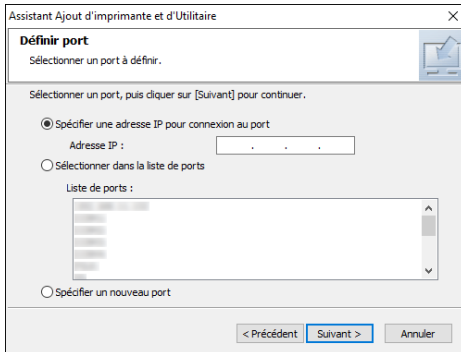 Assistant Ajout d'imprimante et d'Utilitaire
Définir port
Sélectionner un port à définir.
Sélectionner un port, puis cliquer sur [Suivant] pour continuer.
Spécifier une adresse IP pour connexion au port
Adresse IP : . . .
Sélectionner dans la liste de ports
Liste de ports :
Spécifier un nouveau port
< Précédent Suivant > Annuler